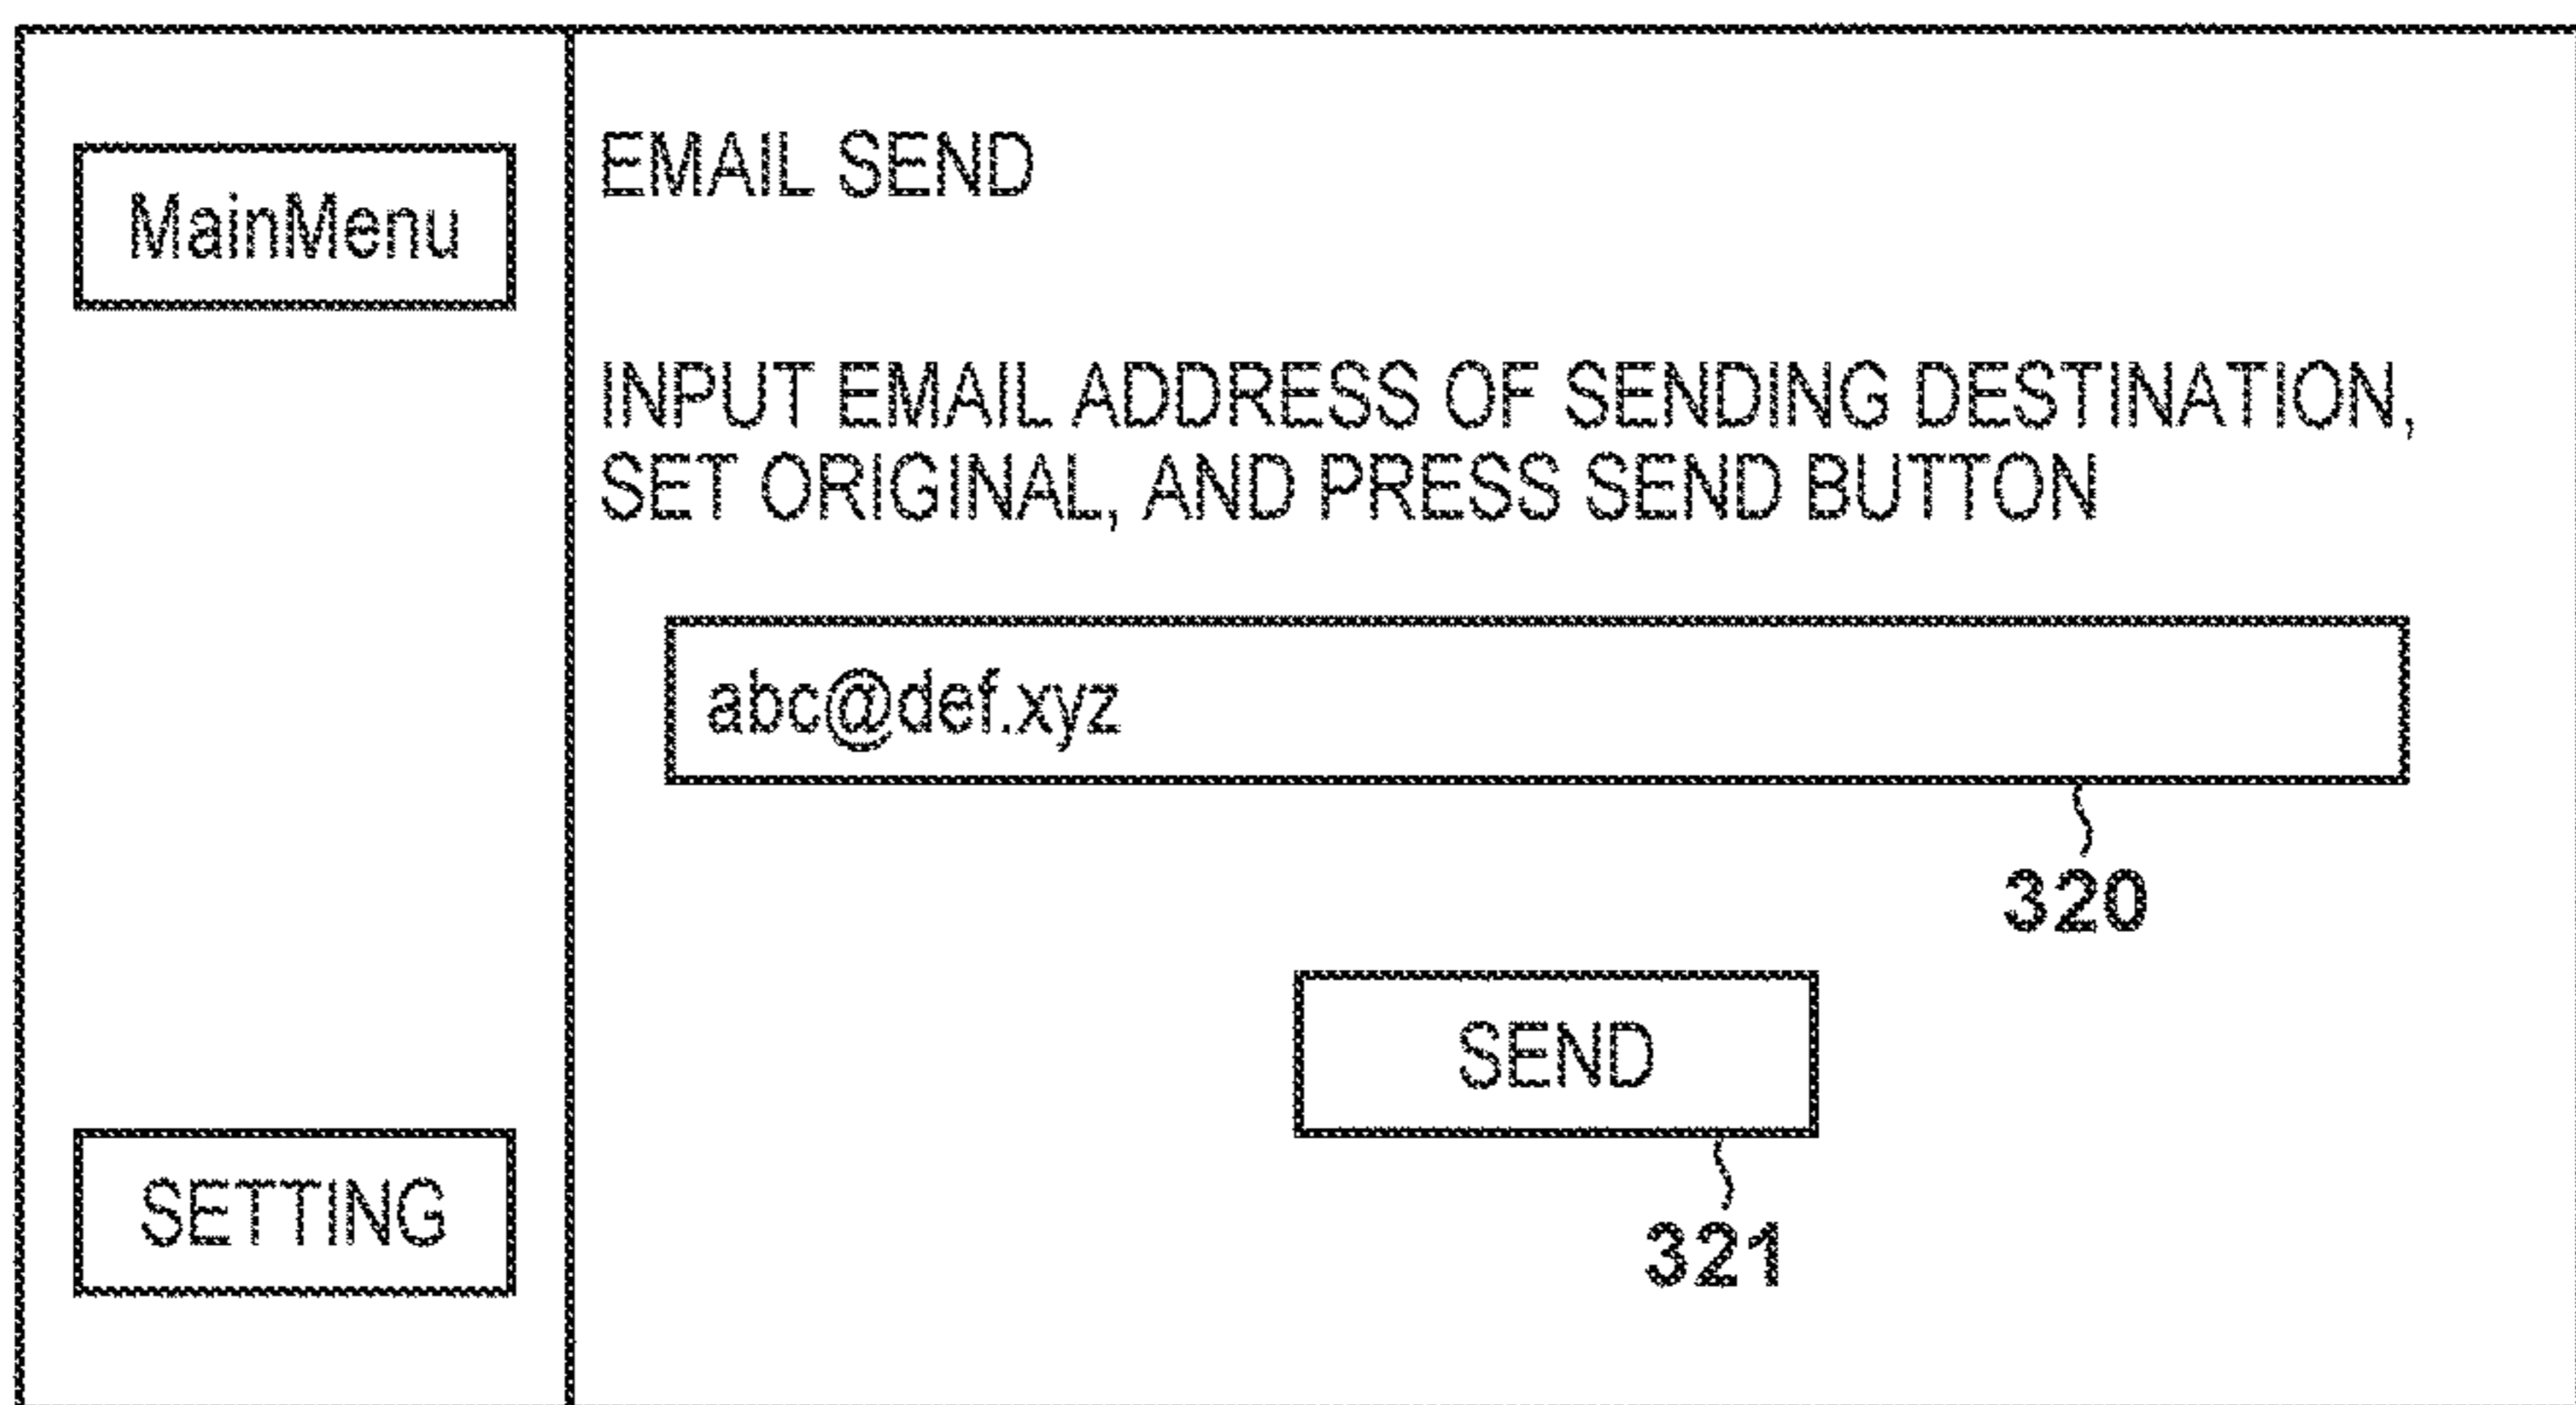 MainMenu
SETTING
EMAIL SEND
INPUT EMAIL ADDRESS OF SENDING DESTINATION,
SET ORIGINAL, AND PRESS SEND BUTTON
abc@def.xyz
320
SEND
321